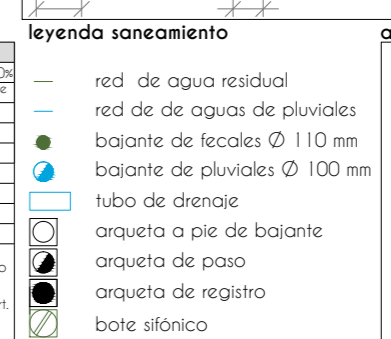 leyenda saneamiento
red de agua residual
red de de aguas de pluviales
bajante de fecales Ø 110 mm
bajante de pluviales Ø 100 mm
tubo de drenaje
arqueta a pie de bajante
arqueta de paso
arqueta de registro
bote sifónico